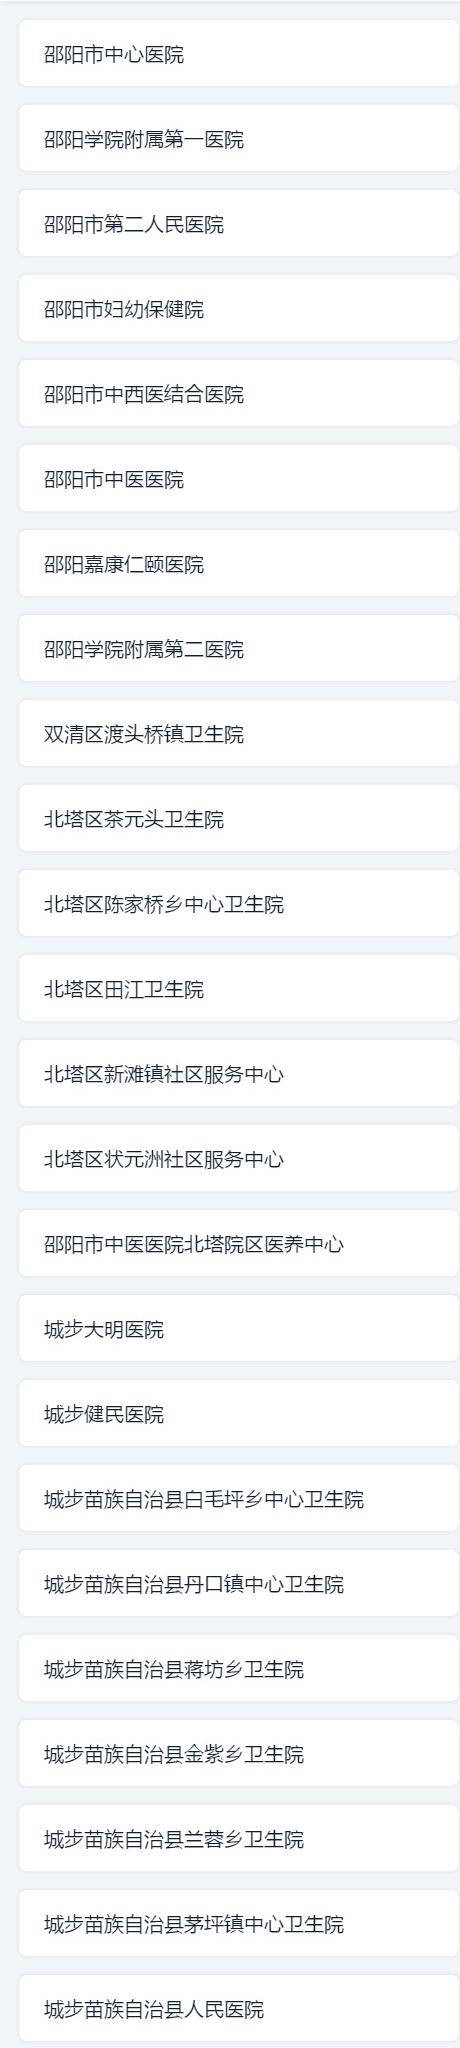 邵阳市中心医院
邵阳学院附属第一医院
邵阳市第二人民医院
邵阳市妇幼保健院
邵阳市中西医结合医院
邵阳市中医医院
邵阳嘉康仁颐医院
邵阳学院附属第二医院
双清区渡头桥镇卫生院
北塔区茶元头卫生院
北塔区陈家桥乡中心卫生院
北塔区田江卫生院
北塔区新滩镇社区服务中心
北塔区状元洲社区服务中心
邵阳市中医医院北塔院区医养中心
城步大明医院
城步健民医院
城步苗族自治县白毛坪乡中心卫生院
城步苗族自治县丹口镇中心卫生院
城步苗族自治县蒋坊乡卫生院
城步苗族自治县金紫乡卫生院
城步苗族自治县兰蓉乡卫生院
城步苗族自治县茅坪镇中心卫生院
城步苗族自治县人民医院